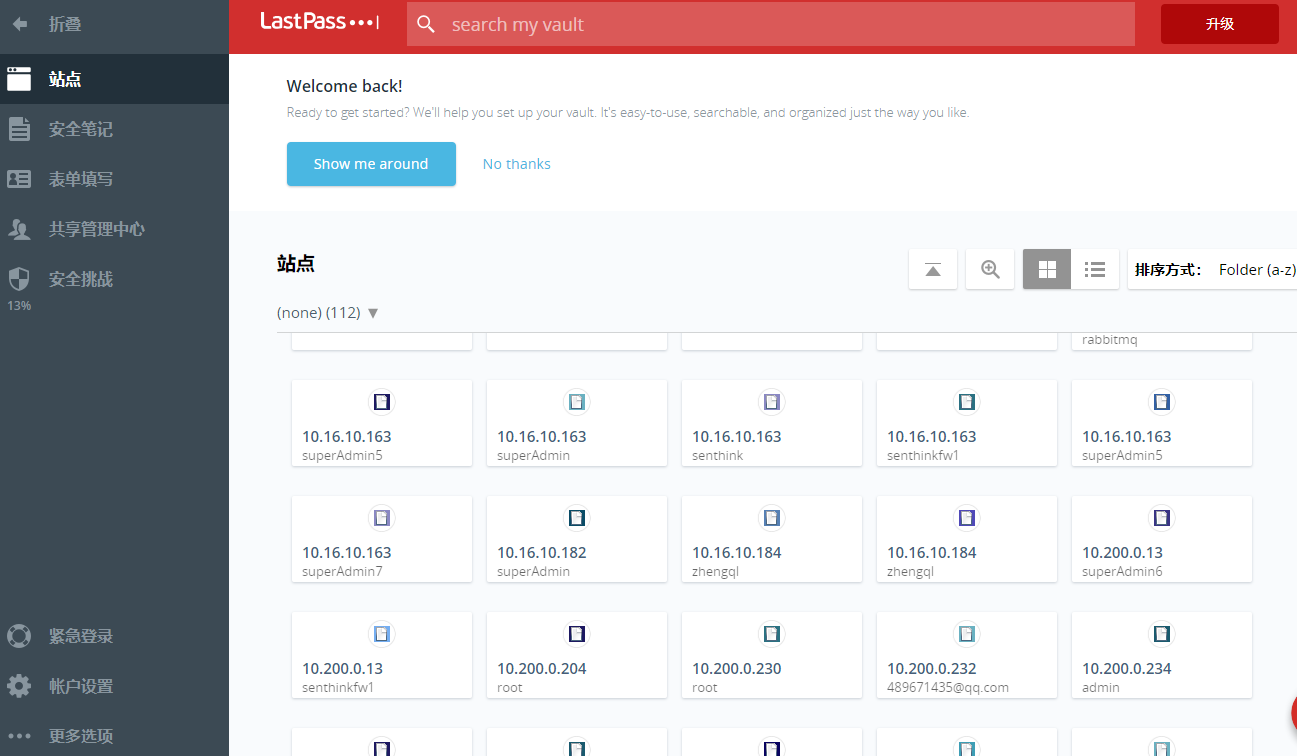 折叠
LastPass
search my vault
升级
站点
安全笔记
表单填写
共享管理中心
安全挑战
13%
紧急登录
帐户设置
更多选项
Welcome back!
Ready to get started? We'll help you set up your vault. It's easy-to-use, searchable, and organized just the way you like.
Show me around No thanks
站点
排序方式: Folder (a-z)
(none) (112)
rabbitmq
10.16.10.163 10.16.10.163 10.16.10.163 10.16.10.163 10.16.10.163
superAdmin5 superAdmin senthink senthinkfw1 superAdmin5
10.16.10.163 10.16.10.182 10.16.10.184 10.16.10.184 10.200.0.13
superAdmin7 superAdmin zhengql zhengql superAdmin6
10.200.0.13 10.200.0.204 10.200.0.230 10.200.0.232 10.200.0.234
senthinkfw1 root root 489671435@qq.com admin